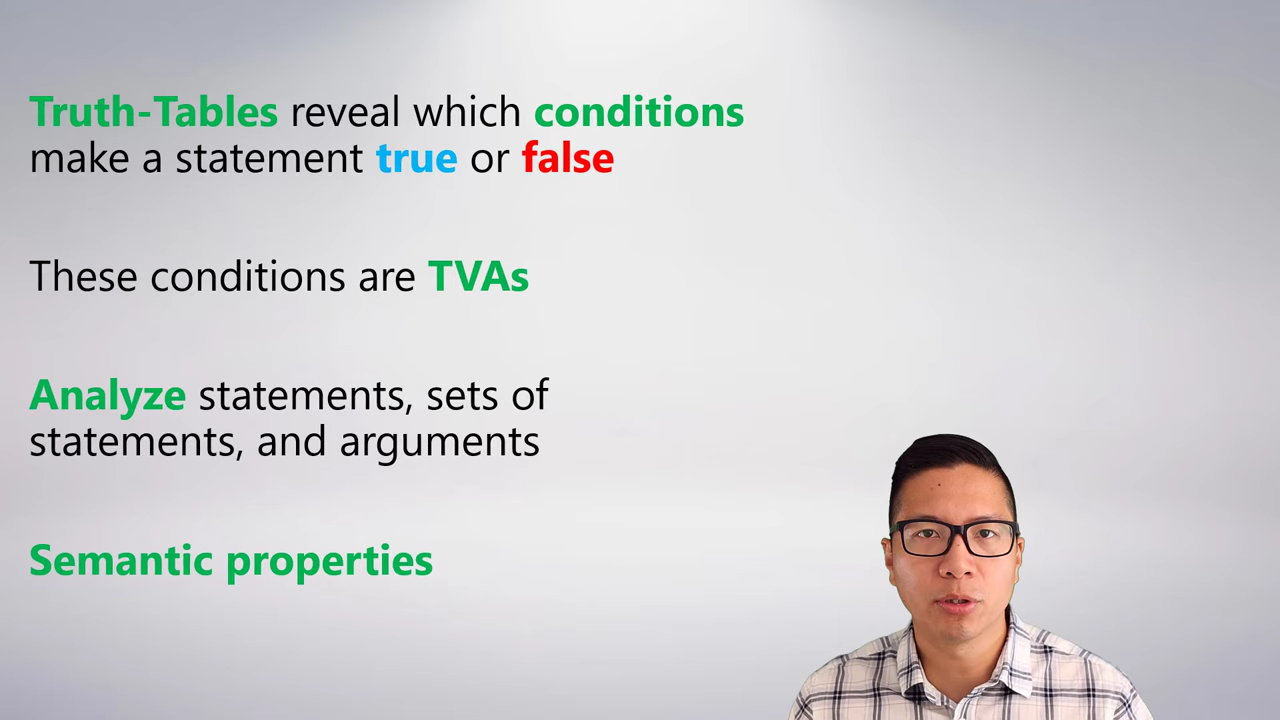 Truth-Tables reveal which conditions
make a statement true or false
These conditions are TVAs
Analyze statements, sets of
statements, and arguments
Semantic properties